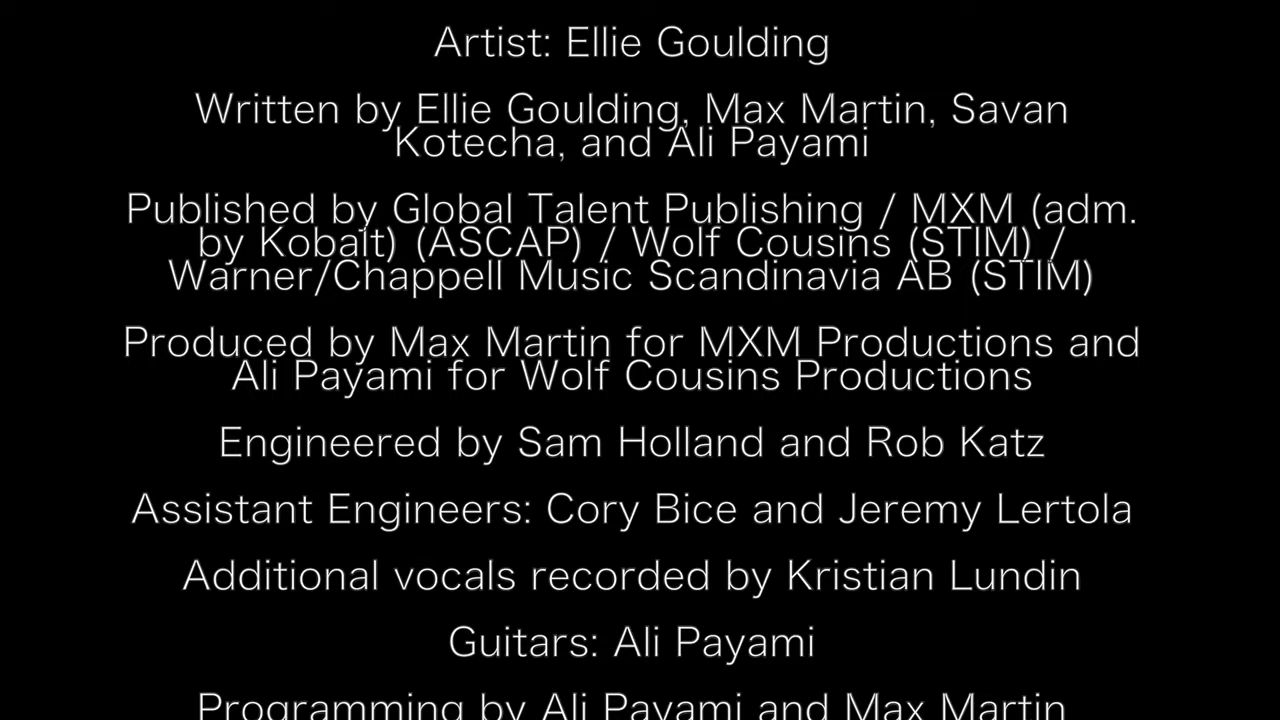 Artist: Ellie Goulding
Written by Ellie Goulding, Max Martin, Savan
Kotecha, and Ali Payami
Published by Global Talent Publishing / MXM (adm.
by Kobalt) (ASCAP) / Wolf Cousins (STIM) /
Warner/Chappell Music Scandinavia AB (STIM)
Produced by Max Martin for MXM Productions and
Ali Payami for Wolf Cousins Productions
Engineered by Sam Holland and Rob Katz
Assistant Engineers: Cory Bice and Jeremy Lertola
Additional vocals recorded by Kristian Lundin
Guitars: Ali Payami
Programming by Ali Payami and Max Martin